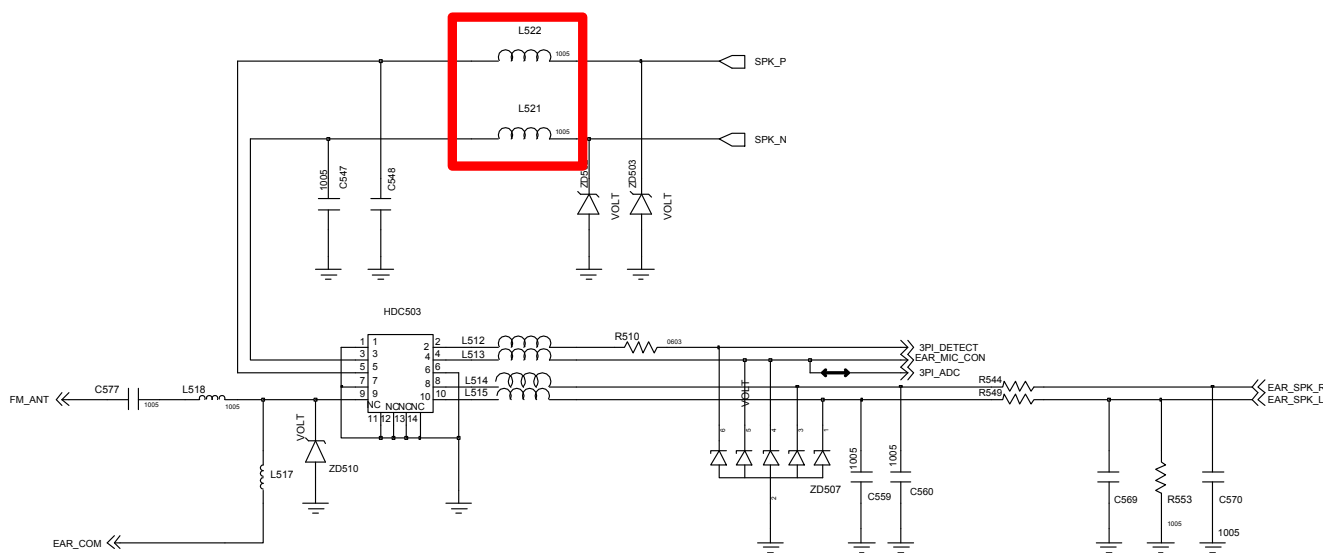 L522
1005
SPK_P
L521
1005
SPK_N
1005
C547
C548
VOLT
ZD503
VOLT
HDC503
1
1
2
2
3
3
4
4
5
5
6
6
7
7
8
8
9
9
10
10
NC
NC
NC
NC
11
12
13
14
L512
L513
L514
L515
R510
0603
3PI_DETECT
EAR_MIC_CON
3PI_ADC
R544
R549
EAR_SPK_R
EAR_SPK_L
FM_ANT
C577
1005
L518
1005
VOLT
ZD510
L517
EAR_COM
VOLT
6
5
4
3
1
2
ZD507
1005
C559
1005
C560
C569
R553
1005
C570
1005